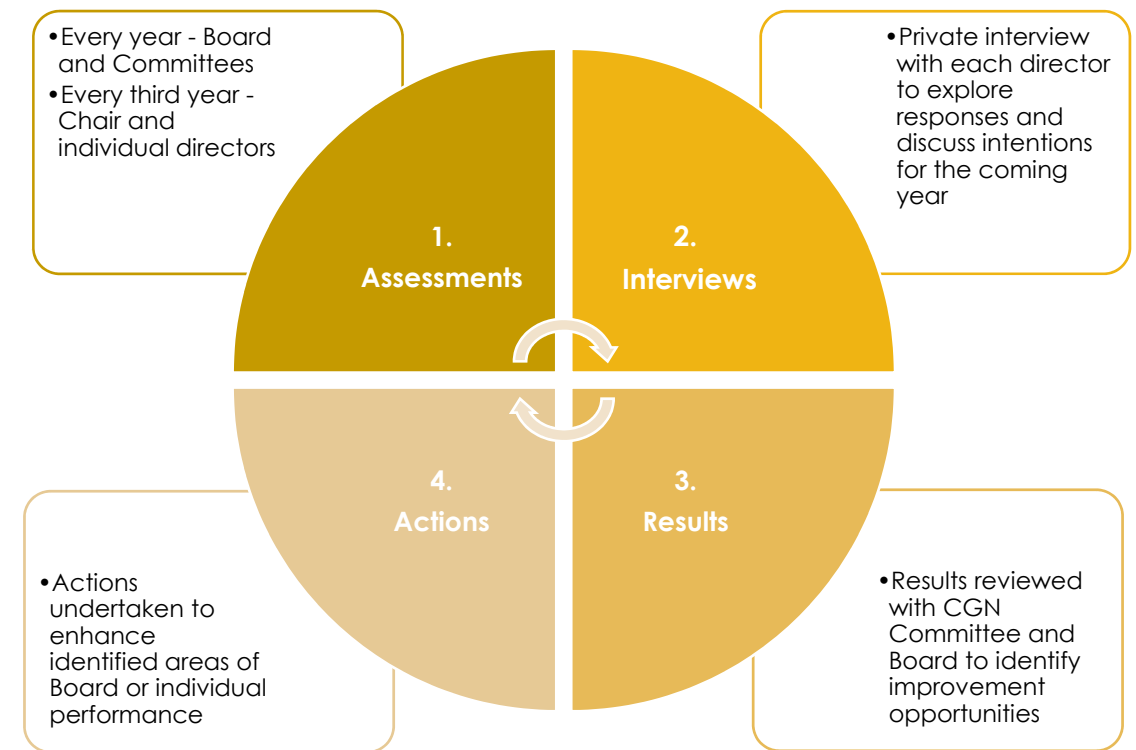 •Every year - Board
and Committees
•Every third year -
Chair and
individual directors
•Private interview
with each director
to explore
responses and
discuss intentions
for the coming
year
1.
Assessments
2.
Interviews
4.
Actions
3.
Results
•Actions
undertaken to
enhance
identified areas of
Board or individual
performance
•Results reviewed
with CGN
Committee and
Board to identify
improvement
opportunities